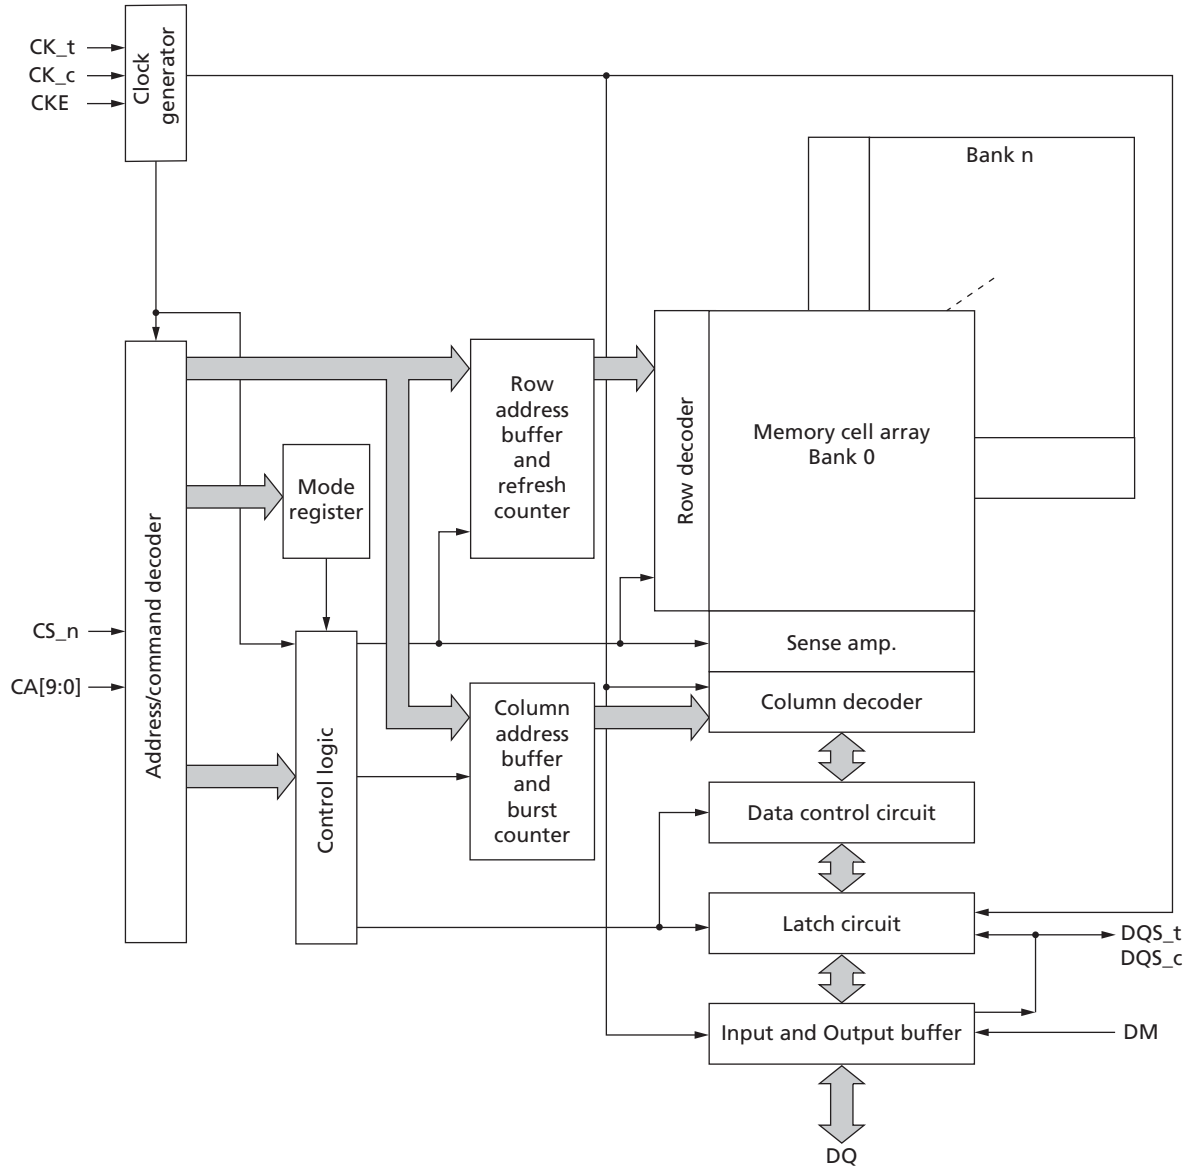 CK_t
CK_c
CKE
Clock
generator
Bank n
Row
address
buffer
and
refresh
counter
Row decoder
Memory cell array
Bank 0
Mode
register
Address/command decoder
CS_n
CA[9:0]
Control logic
Sense amp.
Column decoder
Column
address
buffer
and
burst
counter
Data control circuit
Latch circuit
DQS_t
DQS_c
Input and Output buffer
DM
DQ